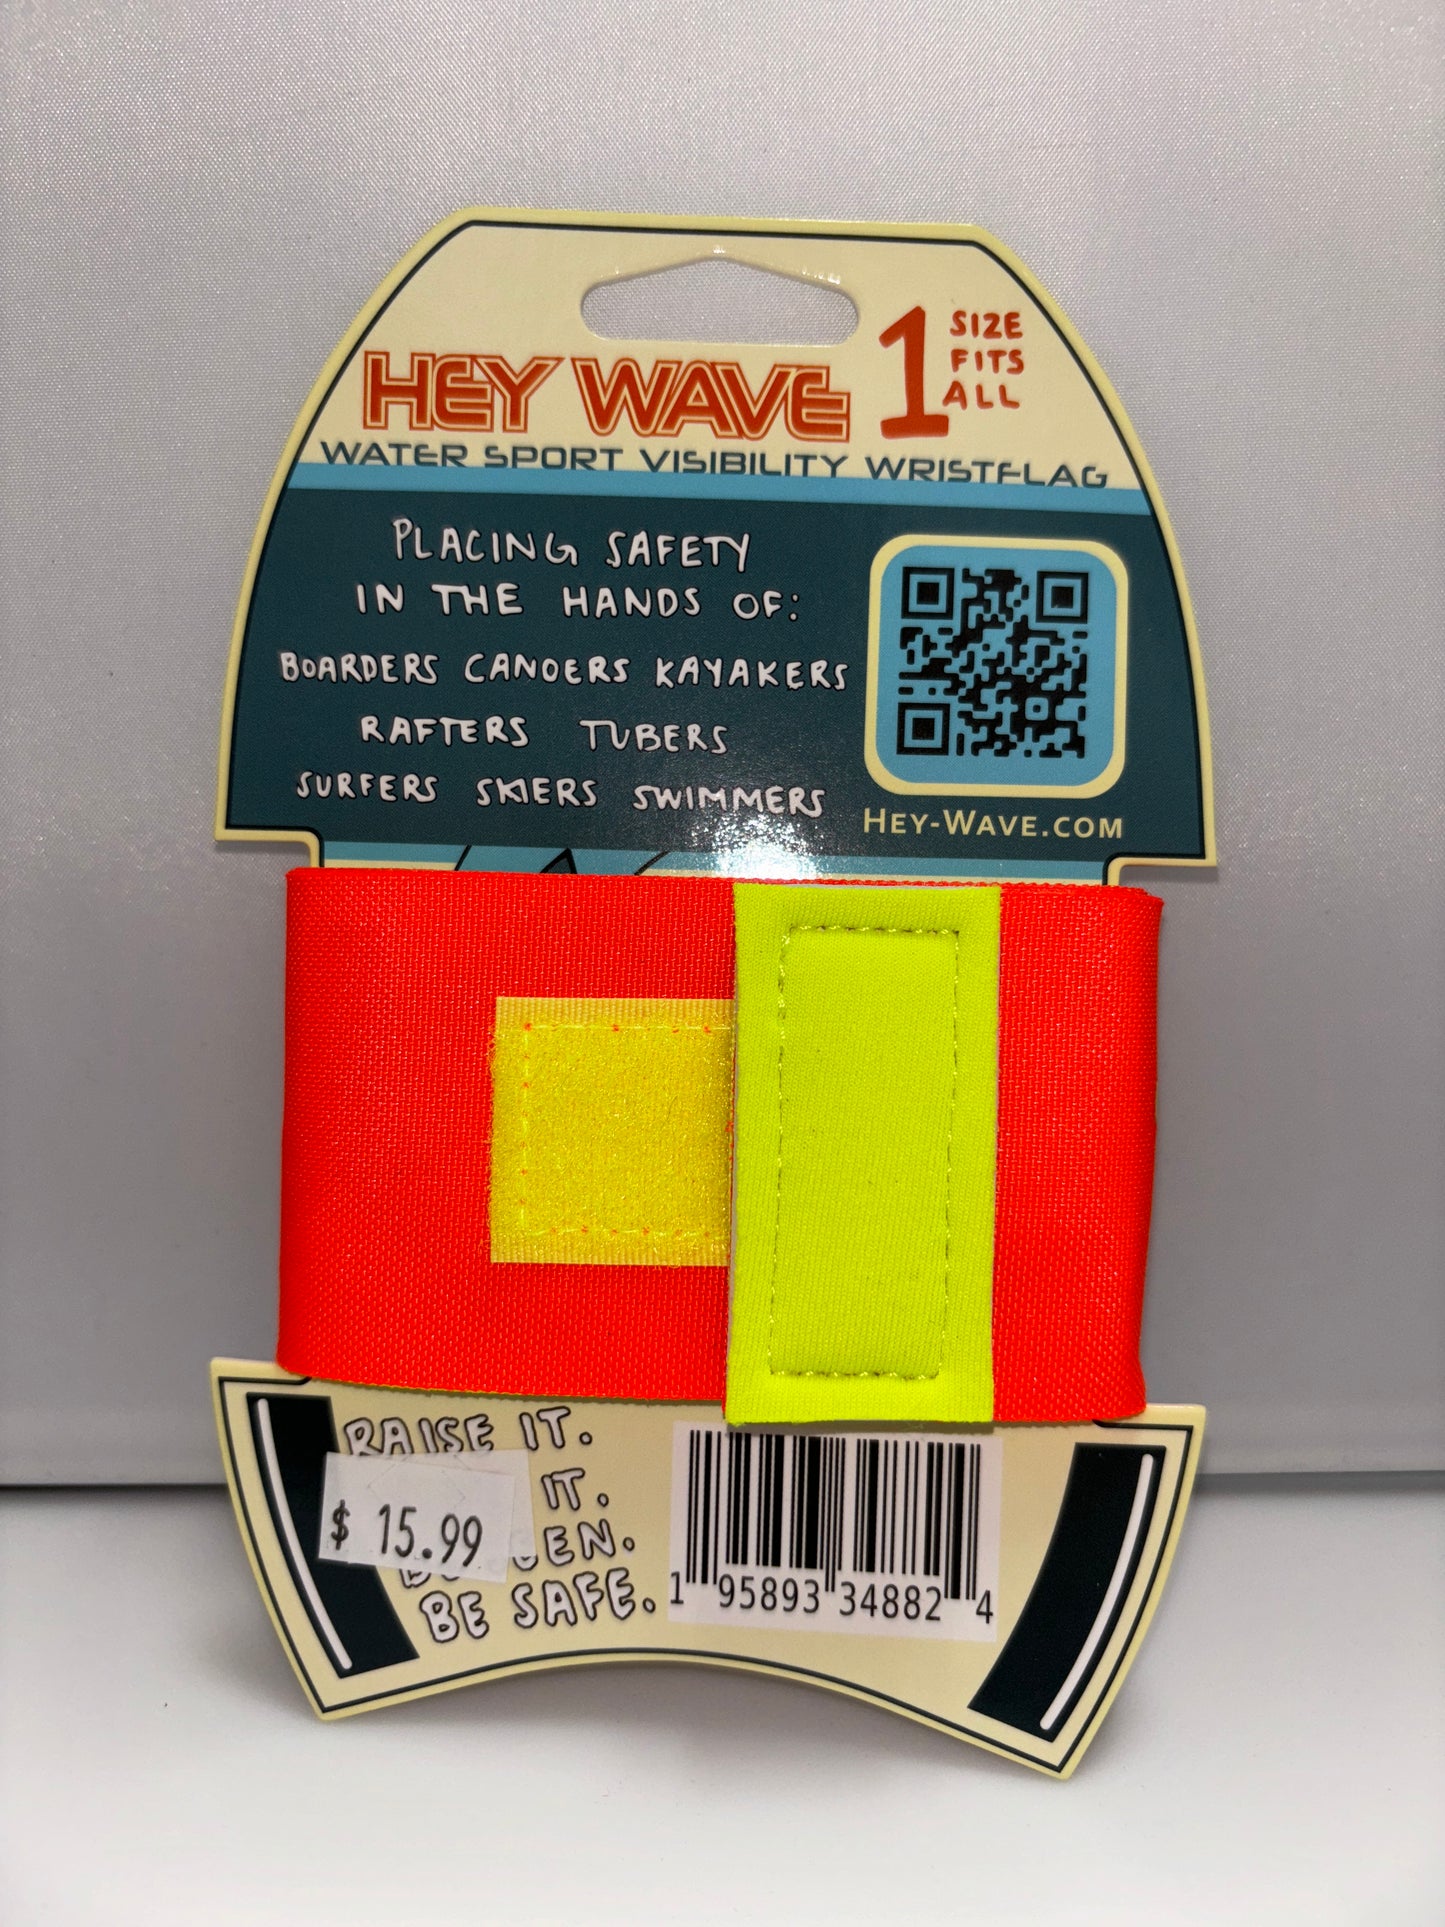 HEY WAVE
1 SIZE
FITS
ALL
WATER SPORT VISIBILITY WRISTFLAG
PLACING SAFETY
IN THE HANDS OF:
BOARDERS CANOERS KAYAKERS
RAFTERS TUBERS
SURFERS SKIERS SWIMMERS
HEY-WAVE.COM
RAISE IT.
IT.
BE SAFE.
$ 15.99
1 95893 34882 4